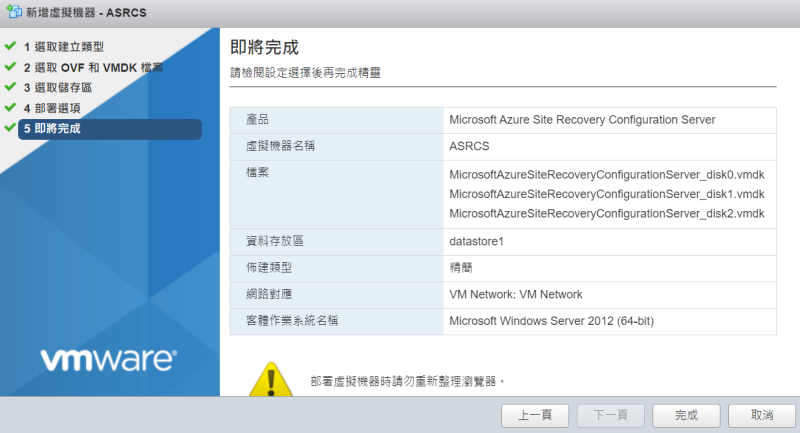 新增虛擬機器 - ASRCS
1 選取建立類型
2 選取 OVF 和 VMDK 檔案
3 選取儲存區
4 部署選項
5 即將完成
vmware®
即將完成
請檢閱設定選擇後再完成精靈
產品 Microsoft Azure Site Recovery Configuration Server
虛擬機器名稱 ASRCS
檔案 MicrosoftAzureSiteRecoveryConfigurationServer_disk0.vmdk
MicrosoftAzureSiteRecoveryConfigurationServer_disk1.vmdk
MicrosoftAzureSiteRecoveryConfigurationServer_disk2.vmdk
資料存放區 datastore1
佈建類型 精簡
網路對應 VM Network: VM Network
客體作業系統名稱 Microsoft Windows Server 2012 (64-bit)
部署虛擬機器時請勿重新整理瀏覽器。
上一頁 下一頁 完成 取消